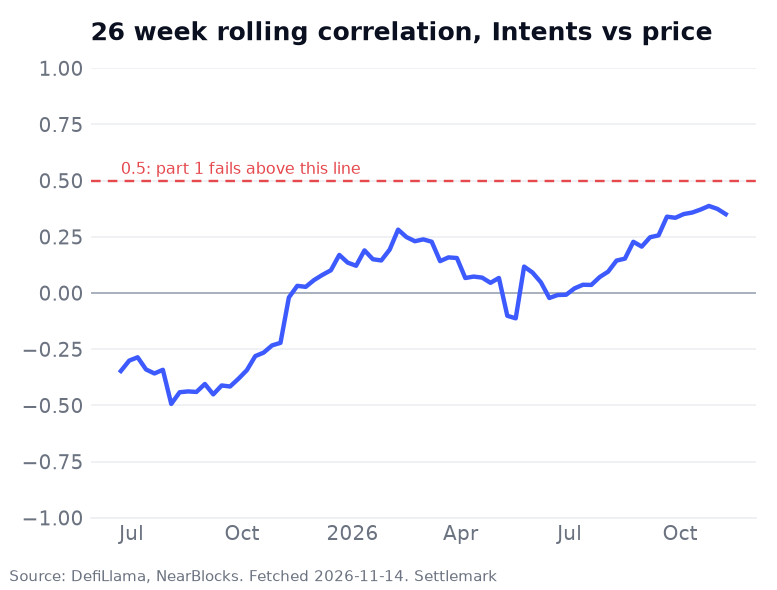 26 week rolling correlation, Intents vs price
1.00
0.75
0.5: part 1 fails above this line
0.50
0.25
0.00
−0.25
−0.50
−0.75
−1.00
Jul Oct 2026 Apr Jul Oct
Source: DefiLlama, NearBlocks. Fetched 2026-11-14. Settlemark